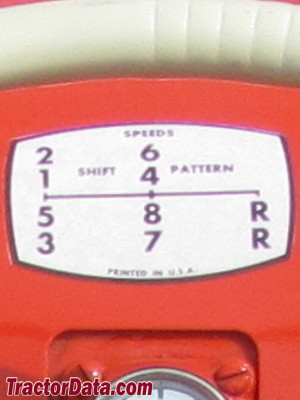 SPEEDS
2 6
1 SHIFT 4 PATTERN
5 8 R
3 7 R
PRINTED IN U.S.A
TractorData.com